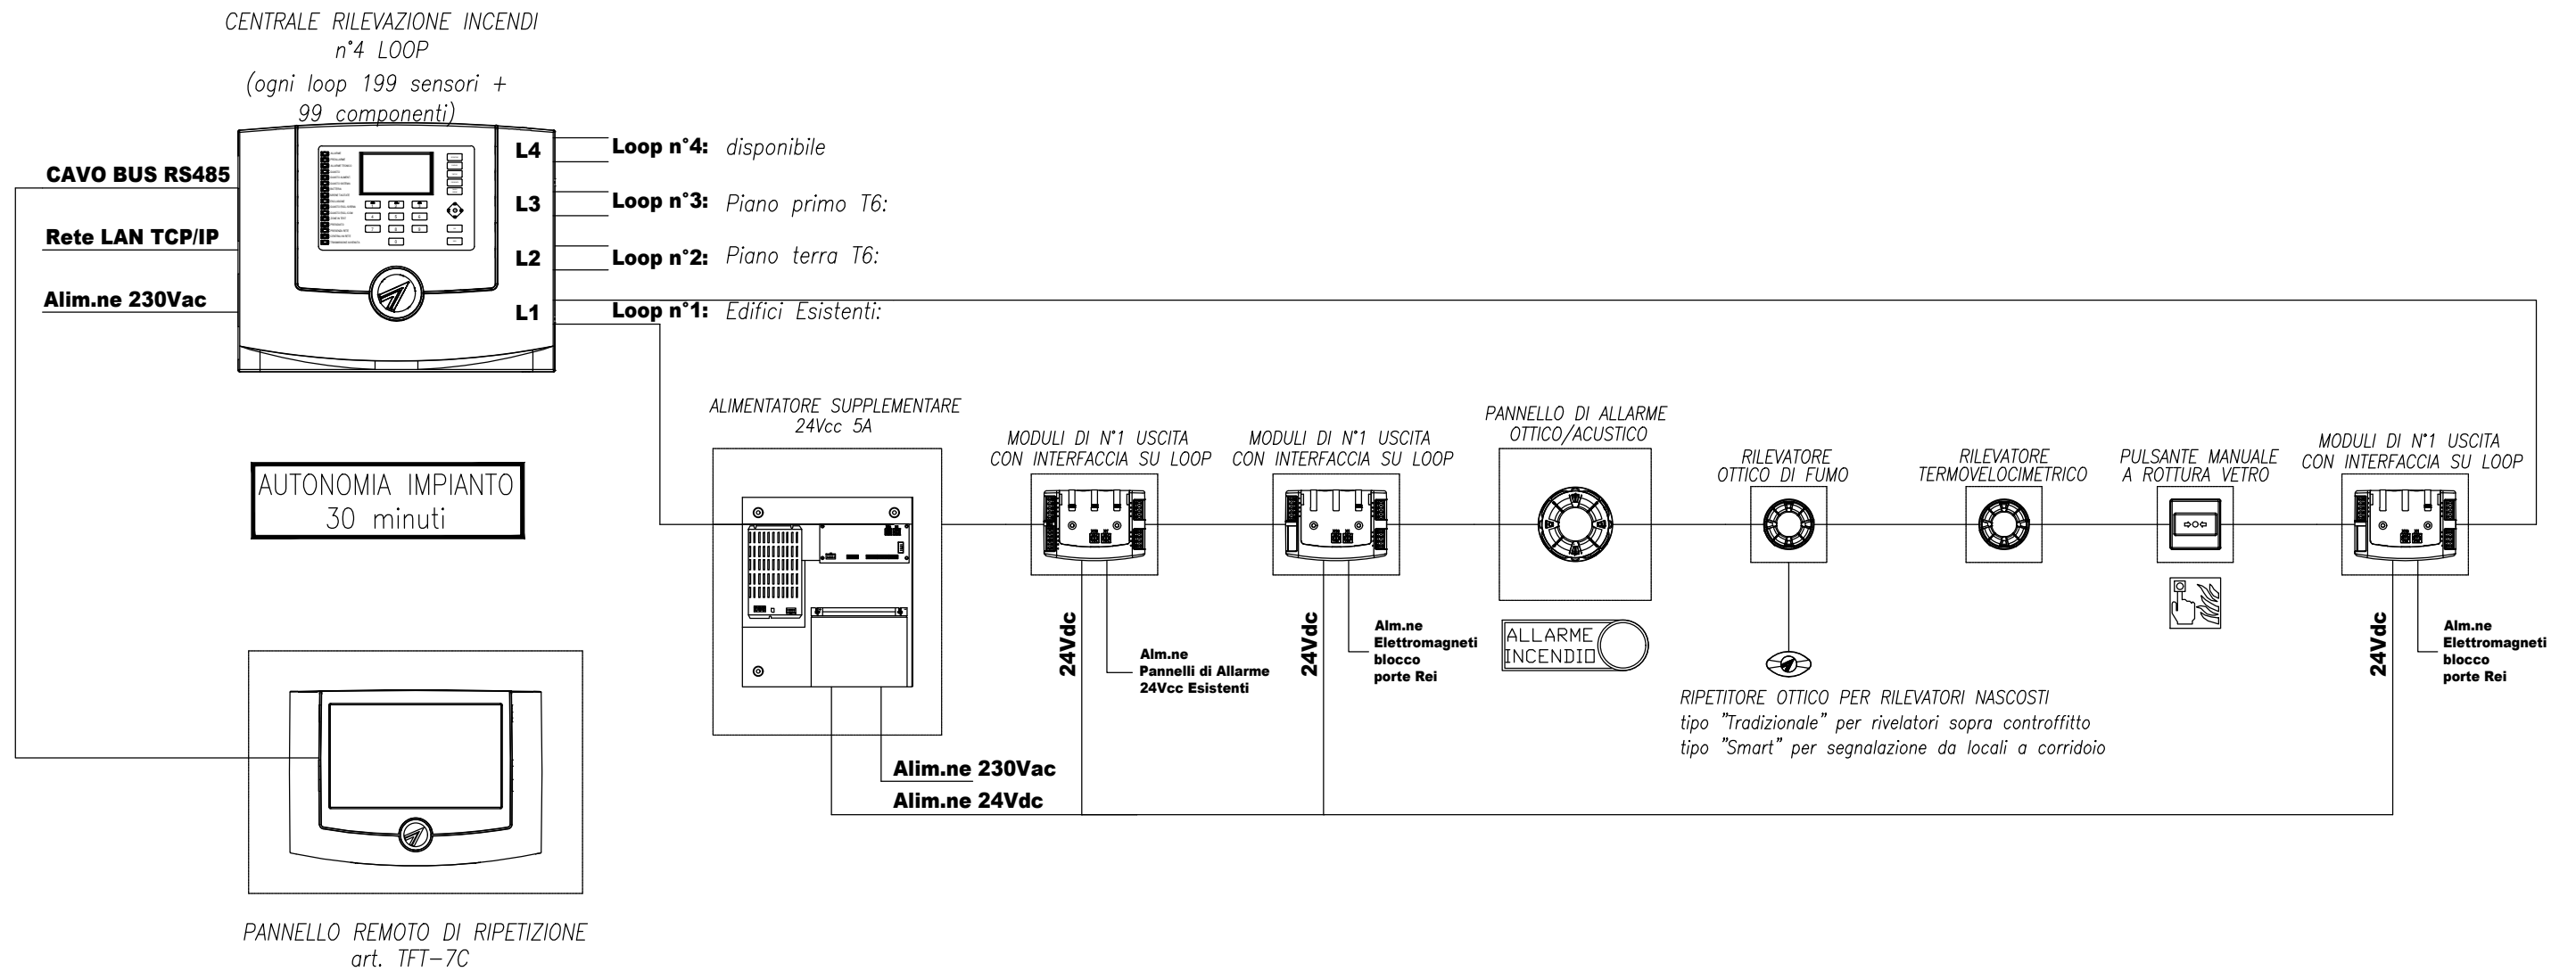 CENTRALE RILEVAZIONE INCENDI
n°4 LOOP
(ogni loop 199 sensori +
99 componenti)
CAVO BUS RS485
Rete LAN TCP/IP
Alim.ne 230Vac
L4
Loop n°4: disponibile
L3
Loop n°3: Piano primo T6:
L2
Loop n°2: Piano terra T6:
L1
Loop n°1: Edifici Esistenti:
AUTONOMIA IMPIANTO
30 minuti
PANNELLO REMOTO DI RIPETIZIONE
art. TFT-7C
ALIMENTATORE SUPPLEMENTARE
24Vcc 5A
Alim.ne 230Vac
Alim.ne 24Vdc
MODULI DI N°1 USCITA
CON INTERFACCIA SU LOOP
24Vdc
Alm.ne
Pannelli di Allarme
24Vcc Esistenti
MODULI DI N°1 USCITA
CON INTERFACCIA SU LOOP
24Vdc
Alm.ne
Elettromagneti
blocco
porte Rei
PANNELLO DI ALLARME
OTTICO/ACUSTICO
ALLARME
INCENDIO
RILEVATORE
OTTICO DI FUMO
RIPETITORE OTTICO PER RILEVATORI NASCOSTI
tipo "Tradizionale" per rivelatori sopra controffitto
tipo "Smart" per segnalazione da locali a corridoio
RILEVATORE
TERMOVELOCIMETRICO
PULSANTE MANUALE
A ROTTURA VETRO
MODULI DI N°1 USCITA
CON INTERFACCIA SU LOOP
24Vdc
Alm.ne
Elettromagneti
blocco
porte Rei